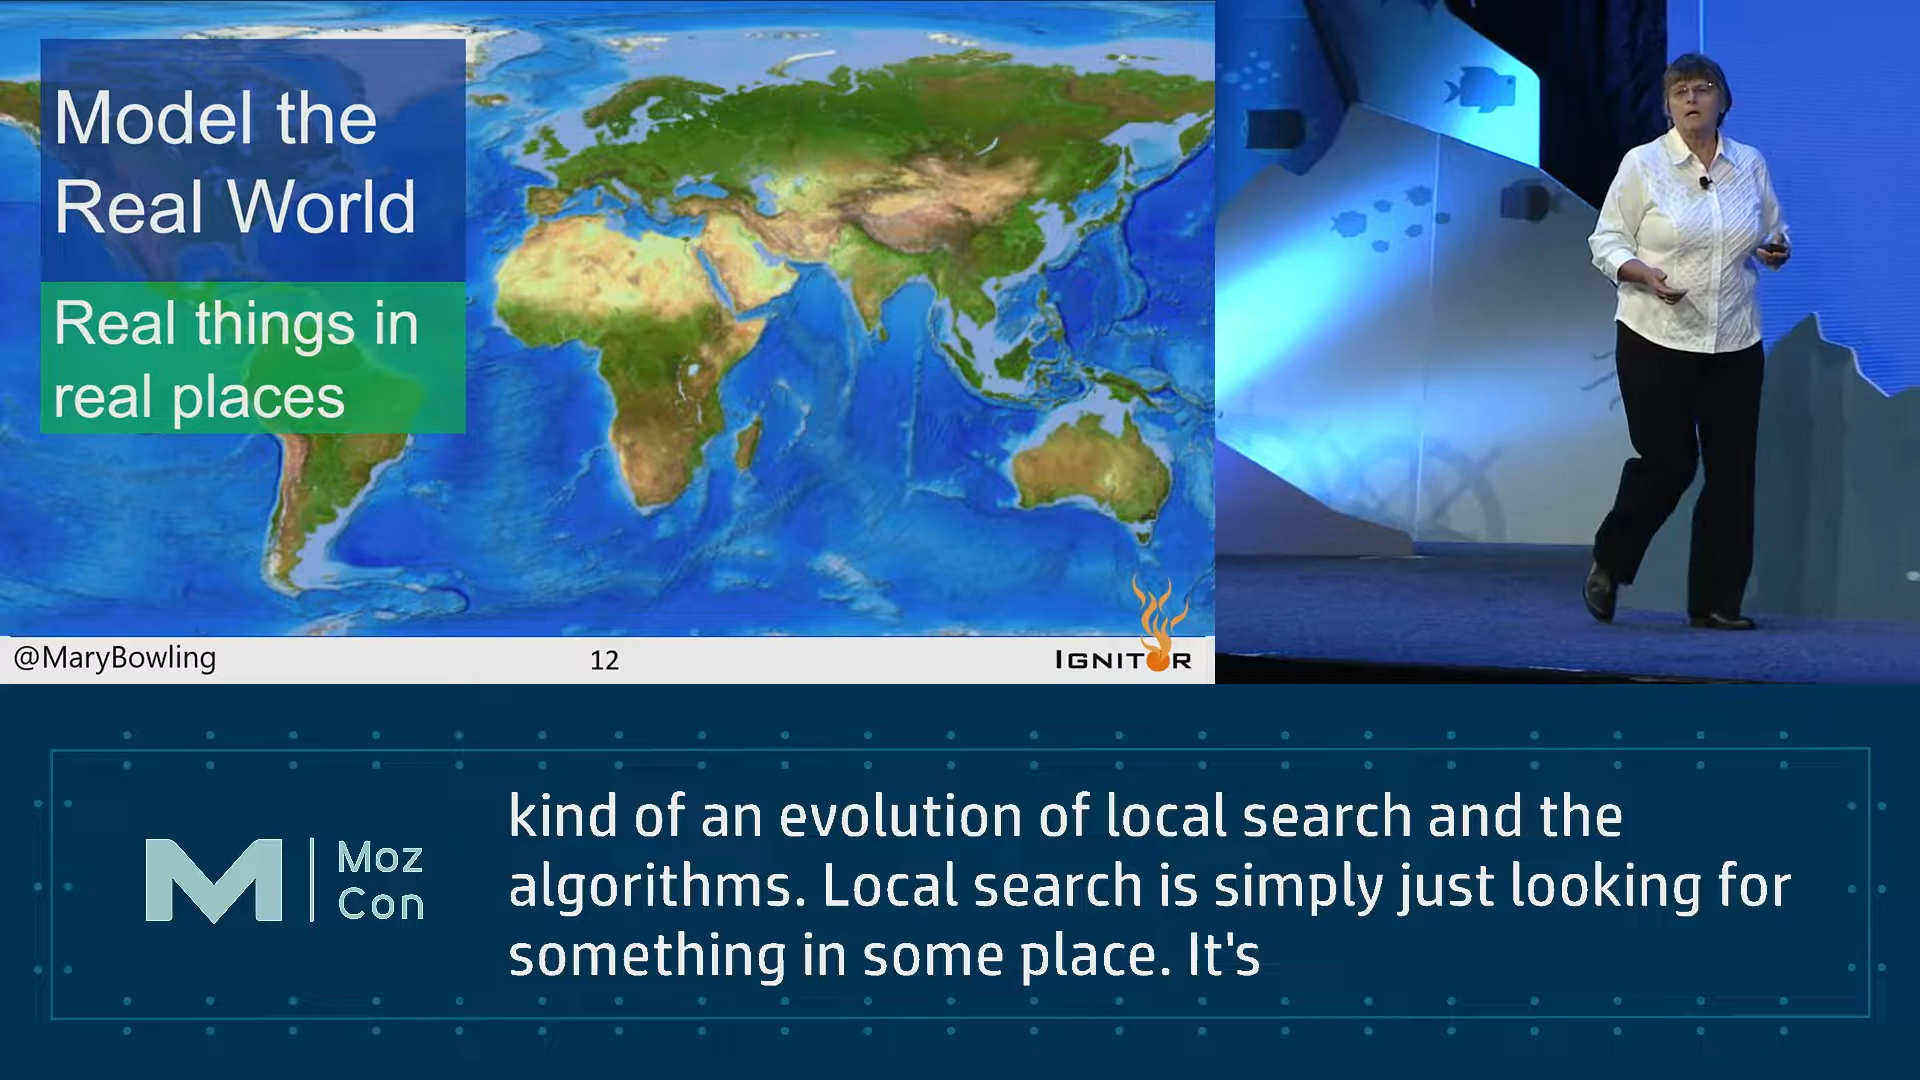 Model the
Real World
Real things in
real places
@MaryBowling
12
IGNITOR
Moz
Con
kind of an evolution of local search and the
algorithms. Local search is simply just looking for
something in some place. It's